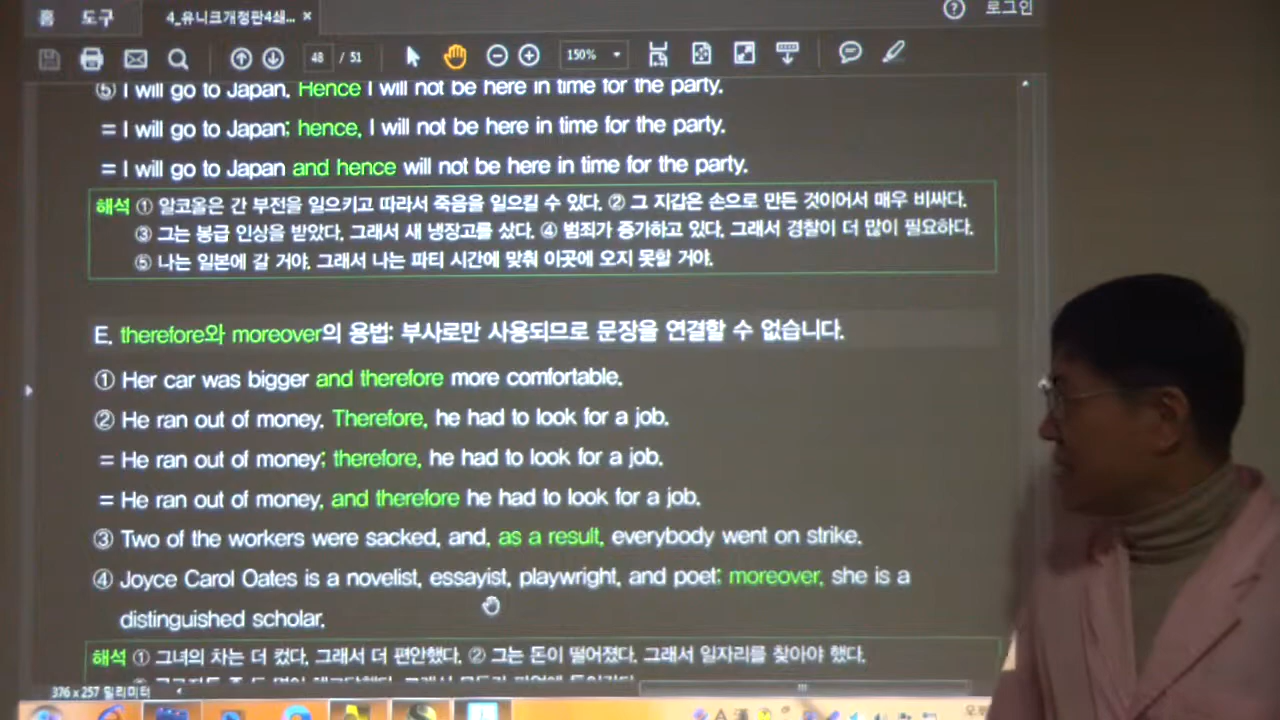 홈 도구 4_유니크개정판4쇄... × 로그인
48 / 51 150%
⑤ I will go to Japan. Hence I will not be here in time for the party.
= I will go to Japan; hence, I will not be here in time for the party.
= I will go to Japan and hence will not be here in time for the party.
해석 ① 알코올은 간 부전을 일으키고 따라서 죽음을 일으킬 수 있다. ② 그 지갑은 손으로 만든 것이어서 매우 비싸다.
③ 그는 봉급 인상을 받았다. 그래서 새 냉장고를 샀다. ④ 범죄가 증가하고 있다. 그래서 경찰이 더 많이 필요하다.
⑤ 나는 일본에 갈 거야. 그래서 나는 파티 시간에 맞춰 이곳에 오지 못할 거야.
E. therefore와 moreover의 용법: 부사로만 사용되므로 문장을 연결할 수 없습니다.
① Her car was bigger and therefore more comfortable.
② He ran out of money. Therefore, he had to look for a job.
= He ran out of money; therefore, he had to look for a job.
= He ran out of money, and therefore he had to look for a job.
③ Two of the workers were sacked, and, as a result, everybody went on strike.
④ Joyce Carol Oates is a novelist, essayist, playwright, and poet; moreover, she is a
distinguished scholar.
해석 ① 그녀의 차는 더 컸다. 그래서 더 편안했다. ② 그는 돈이 떨어졌다. 그래서 일자리를 찾아야 했다.
376 x 257 밀리미터